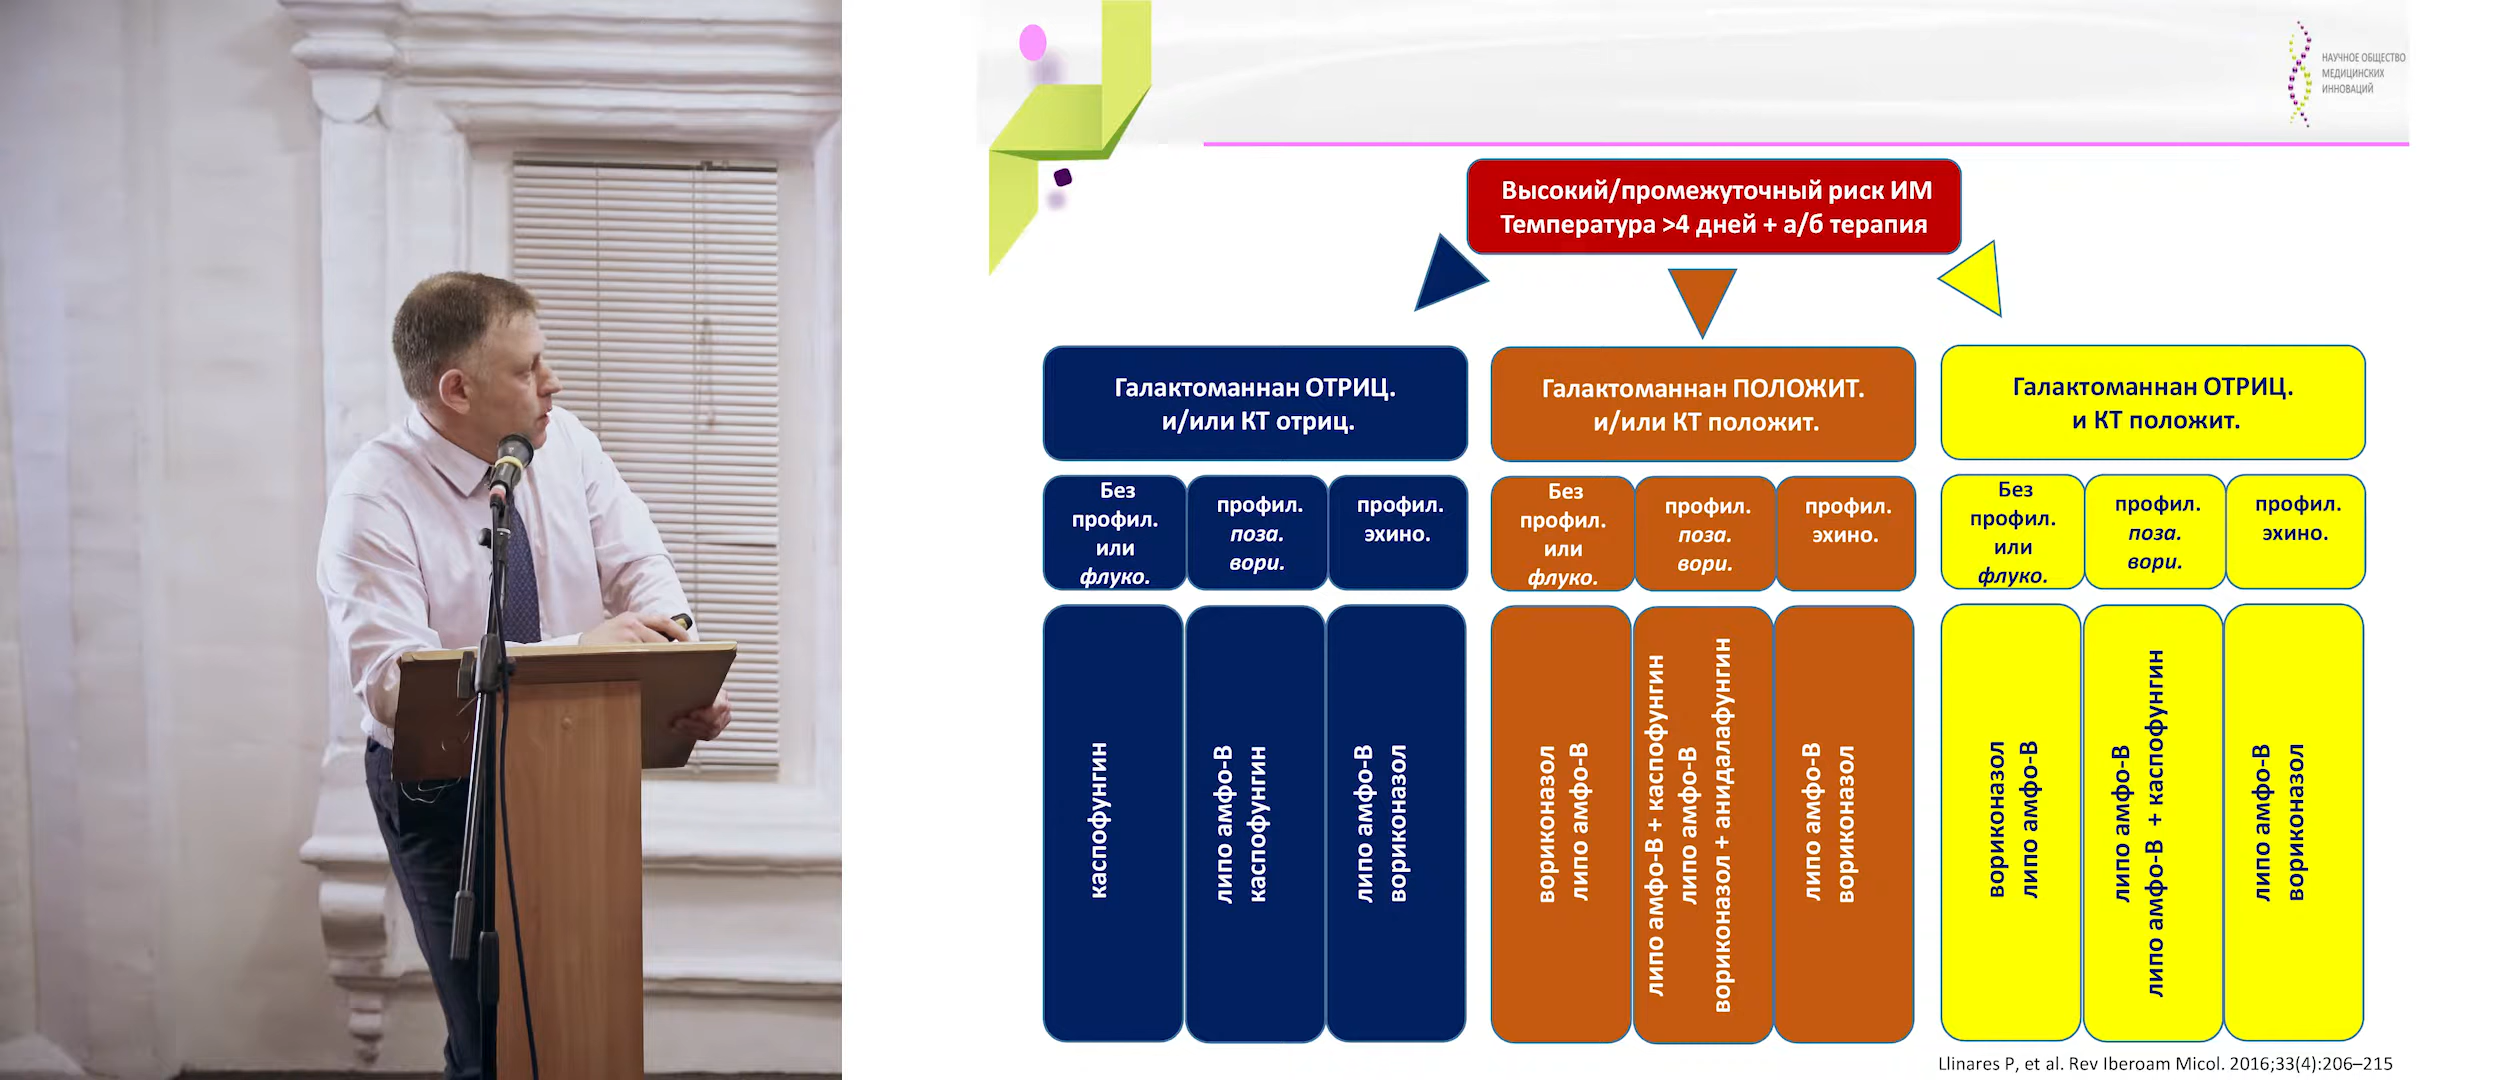 НАУЧНОЕ ОБЩЕСТВО
МЕДИЦИНСКИХ
ИННОВАЦИЙ
Высокий/промежуточный риск ИМ
Температура >4 дней + а/б терапия
Галактоманнан ОТРИЦ.
и/или КТ отриц.
Без
профил.
или
флуко.
профил.
поза.
вори.
профил.
эхино.
каспофунгин
липо амфо-В
каспофунгин
липо амфо-В
вориконазол
Галактоманнан ПОЛОЖИТ.
и/или КТ положит.
Без
профил.
или
флуко.
профил.
поза.
вори.
профил.
эхино.
вориконазол
липо амфо-В
липо амфо-В + каспофунгин
липо амфо-В
вориконазол + анидалафунгин
липо амфо-В
вориконазол
Галактоманнан ОТРИЦ.
и КТ положит.
Без
профил.
или
флуко.
профил.
поза.
вори.
профил.
эхино.
вориконазол
липо амфо-В
липо амфо-В
липо амфо-В + каспофунгин
липо амфо-В
вориконазол
Llinares P, et al. Rev Iberoam Micol. 2016;33(4):206–215